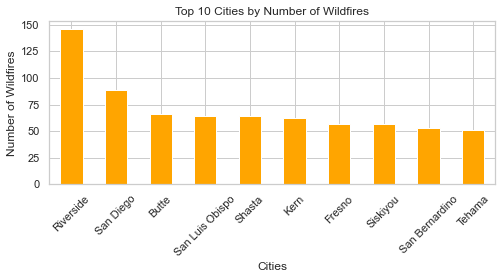 Top 10 Cities by Number of Wildfires
Number of Wildfires
150
125
100
75
50
25
0
Riverside
San Diego
Butte
San Luis Obispo
Shasta
Kern
Fresno
Siskiyou
San Bernardino
Tehama
Cities